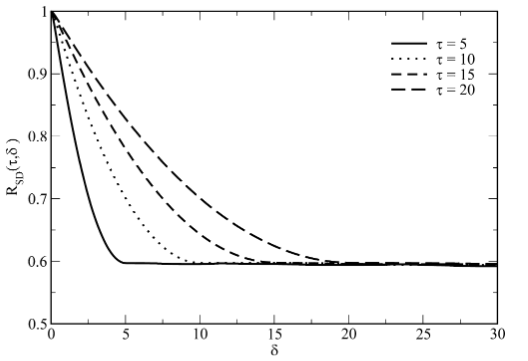 1
0.9
0.8
0.7
0.6
0.5
R_SD(τ,δ)
τ = 5
τ = 10
τ = 15
τ = 20
0 5 10 15 20 25 30
δ